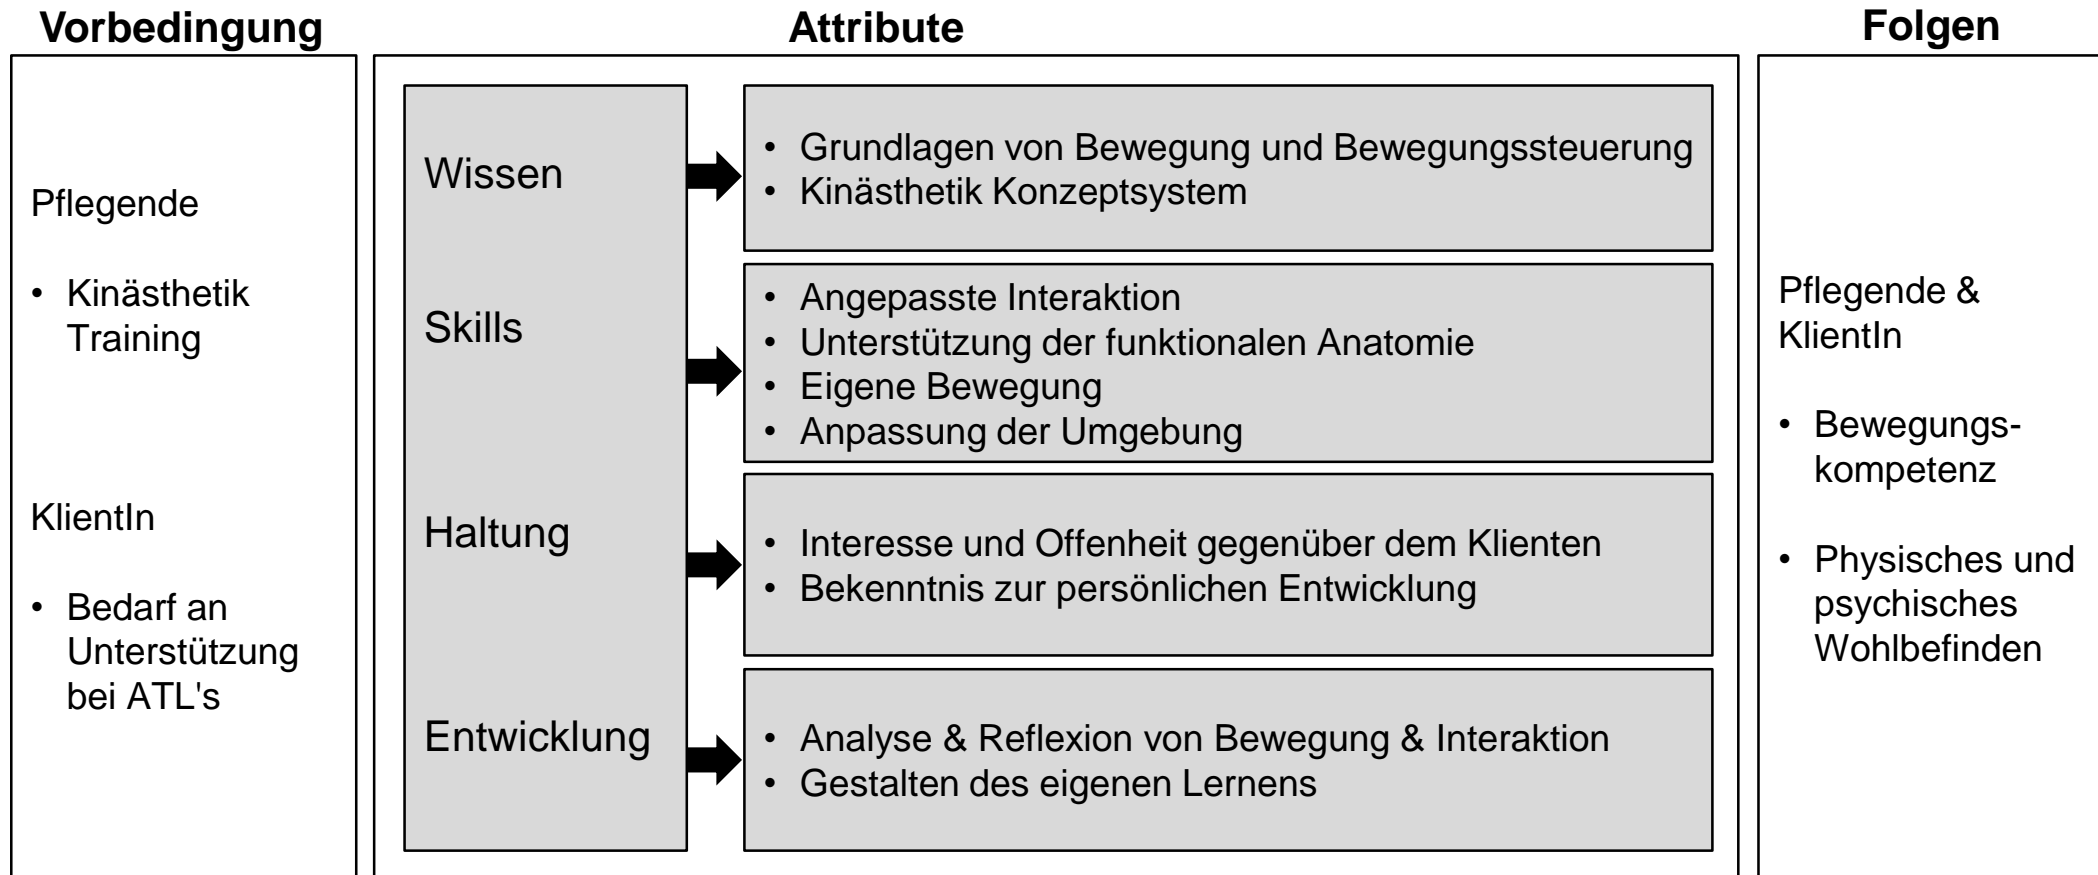 Vorbedingung
Attribute
Folgen
Pflegende
• Kinästhetik
Training
KlientIn
• Bedarf an
Unterstützung
bei ATL's
Wissen
• Grundlagen von Bewegung und Bewegungssteuerung
• Kinästhetik Konzeptsystem
Skills
• Angepasste Interaktion
• Unterstützung der funktionalen Anatomie
• Eigene Bewegung
• Anpassung der Umgebung
Haltung
• Interesse und Offenheit gegenüber dem Klienten
• Bekenntnis zur persönlichen Entwicklung
Entwicklung
• Analyse & Reflexion von Bewegung & Interaktion
• Gestalten des eigenen Lernens
Pflegende &
KlientIn
• Bewegungs-
kompetenz
• Physisches und
psychisches
Wohlbefinden